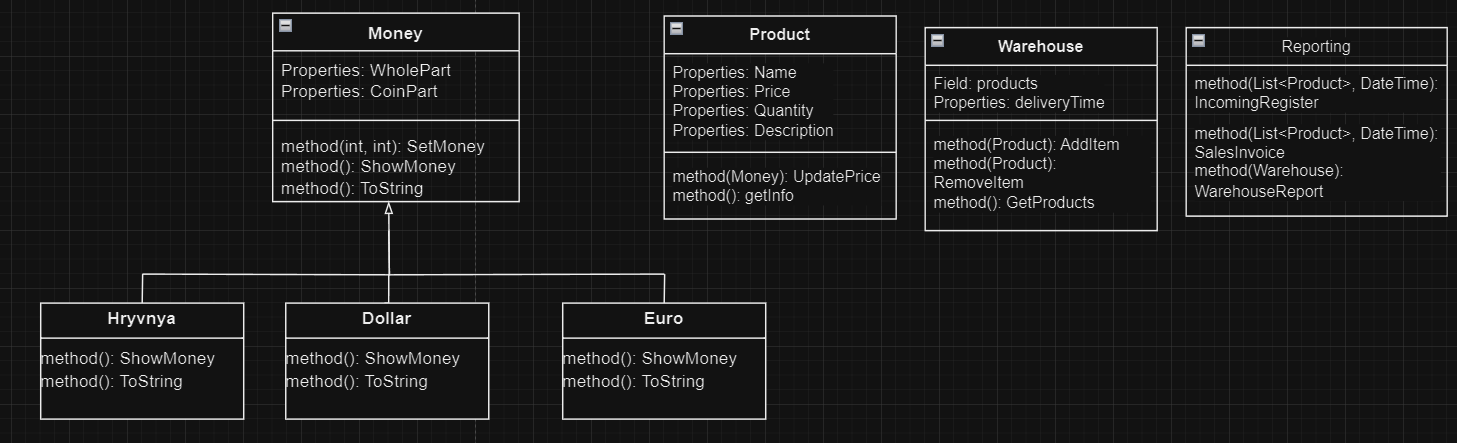 Money
Properties: WholePart
Properties: CoinPart
method(int, int): SetMoney
method(): ShowMoney
method(): ToString
Product
Properties: Name
Properties: Price
Properties: Quantity
Properties: Description
method(Money): UpdatePrice
method(): getInfo
Warehouse
Field: products
Properties: deliveryTime
method(Product): AddItem
method(Product):
RemoveItem
method(): GetProducts
Reporting
method(List<Product>, DateTime):
IncomingRegister
method(List<Product>, DateTime):
SalesInvoice
method(Warehouse):
WarehouseReport
Hryvnya
method(): ShowMoney
method(): ToString
Dollar
method(): ShowMoney
method(): ToString
Euro
method(): ShowMoney
method(): ToString